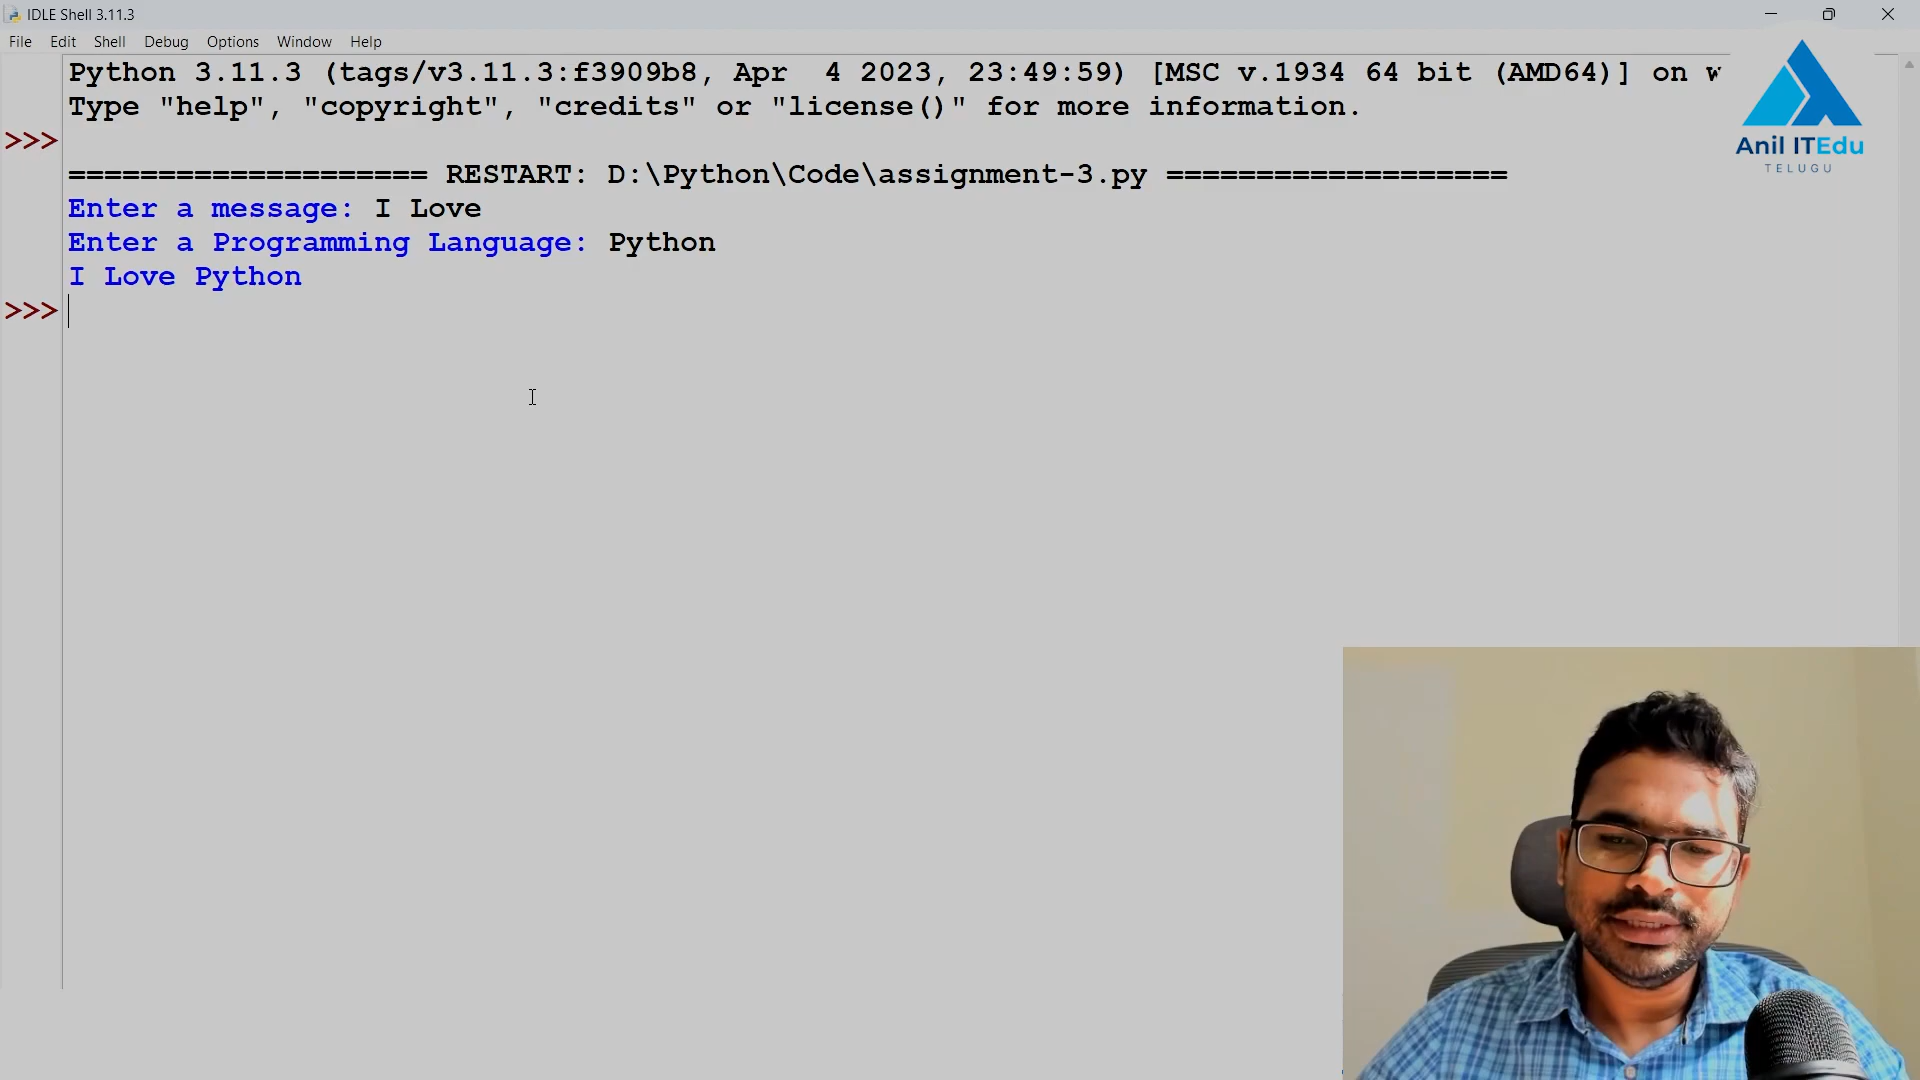 IDLE Shell 3.11.3
File Edit Shell Debug Options Window Help
Python 3.11.3 (tags/v3.11.3:f3909b8, Apr  4 2023, 23:49:59) [MSC v.1934 64 bit (AMD64)] on w
Type "help", "copyright", "credits" or "license()" for more information.
>>>
==================== RESTART: D:\Python\Code\assignment-3.py ===================
Enter a message: I Love
Enter a Programming Language: Python
I Love Python
>>>
Anil ITEdu
TELUGU